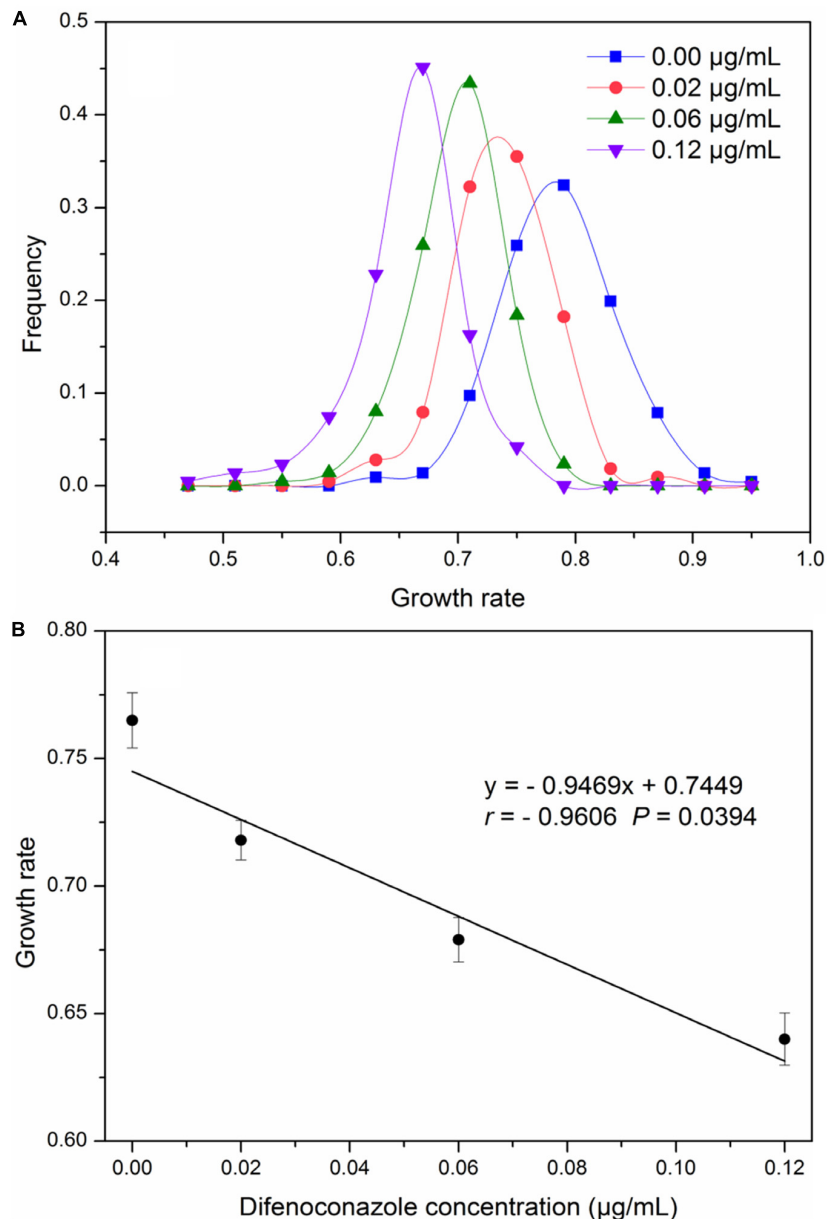 A
0.5
0.4
0.3
0.2
0.1
0.0
Frequency
0.00 µg/mL
0.02 µg/mL
0.06 µg/mL
0.12 µg/mL
0.4 0.5 0.6 0.7 0.8 0.9 1.0
Growth rate
B
0.80
0.75
0.70
0.65
0.60
Growth rate
y = - 0.9469x + 0.7449
r = - 0.9606 P = 0.0394
0.00 0.02 0.04 0.06 0.08 0.10 0.12
Difenoconazole concentration (µg/mL)